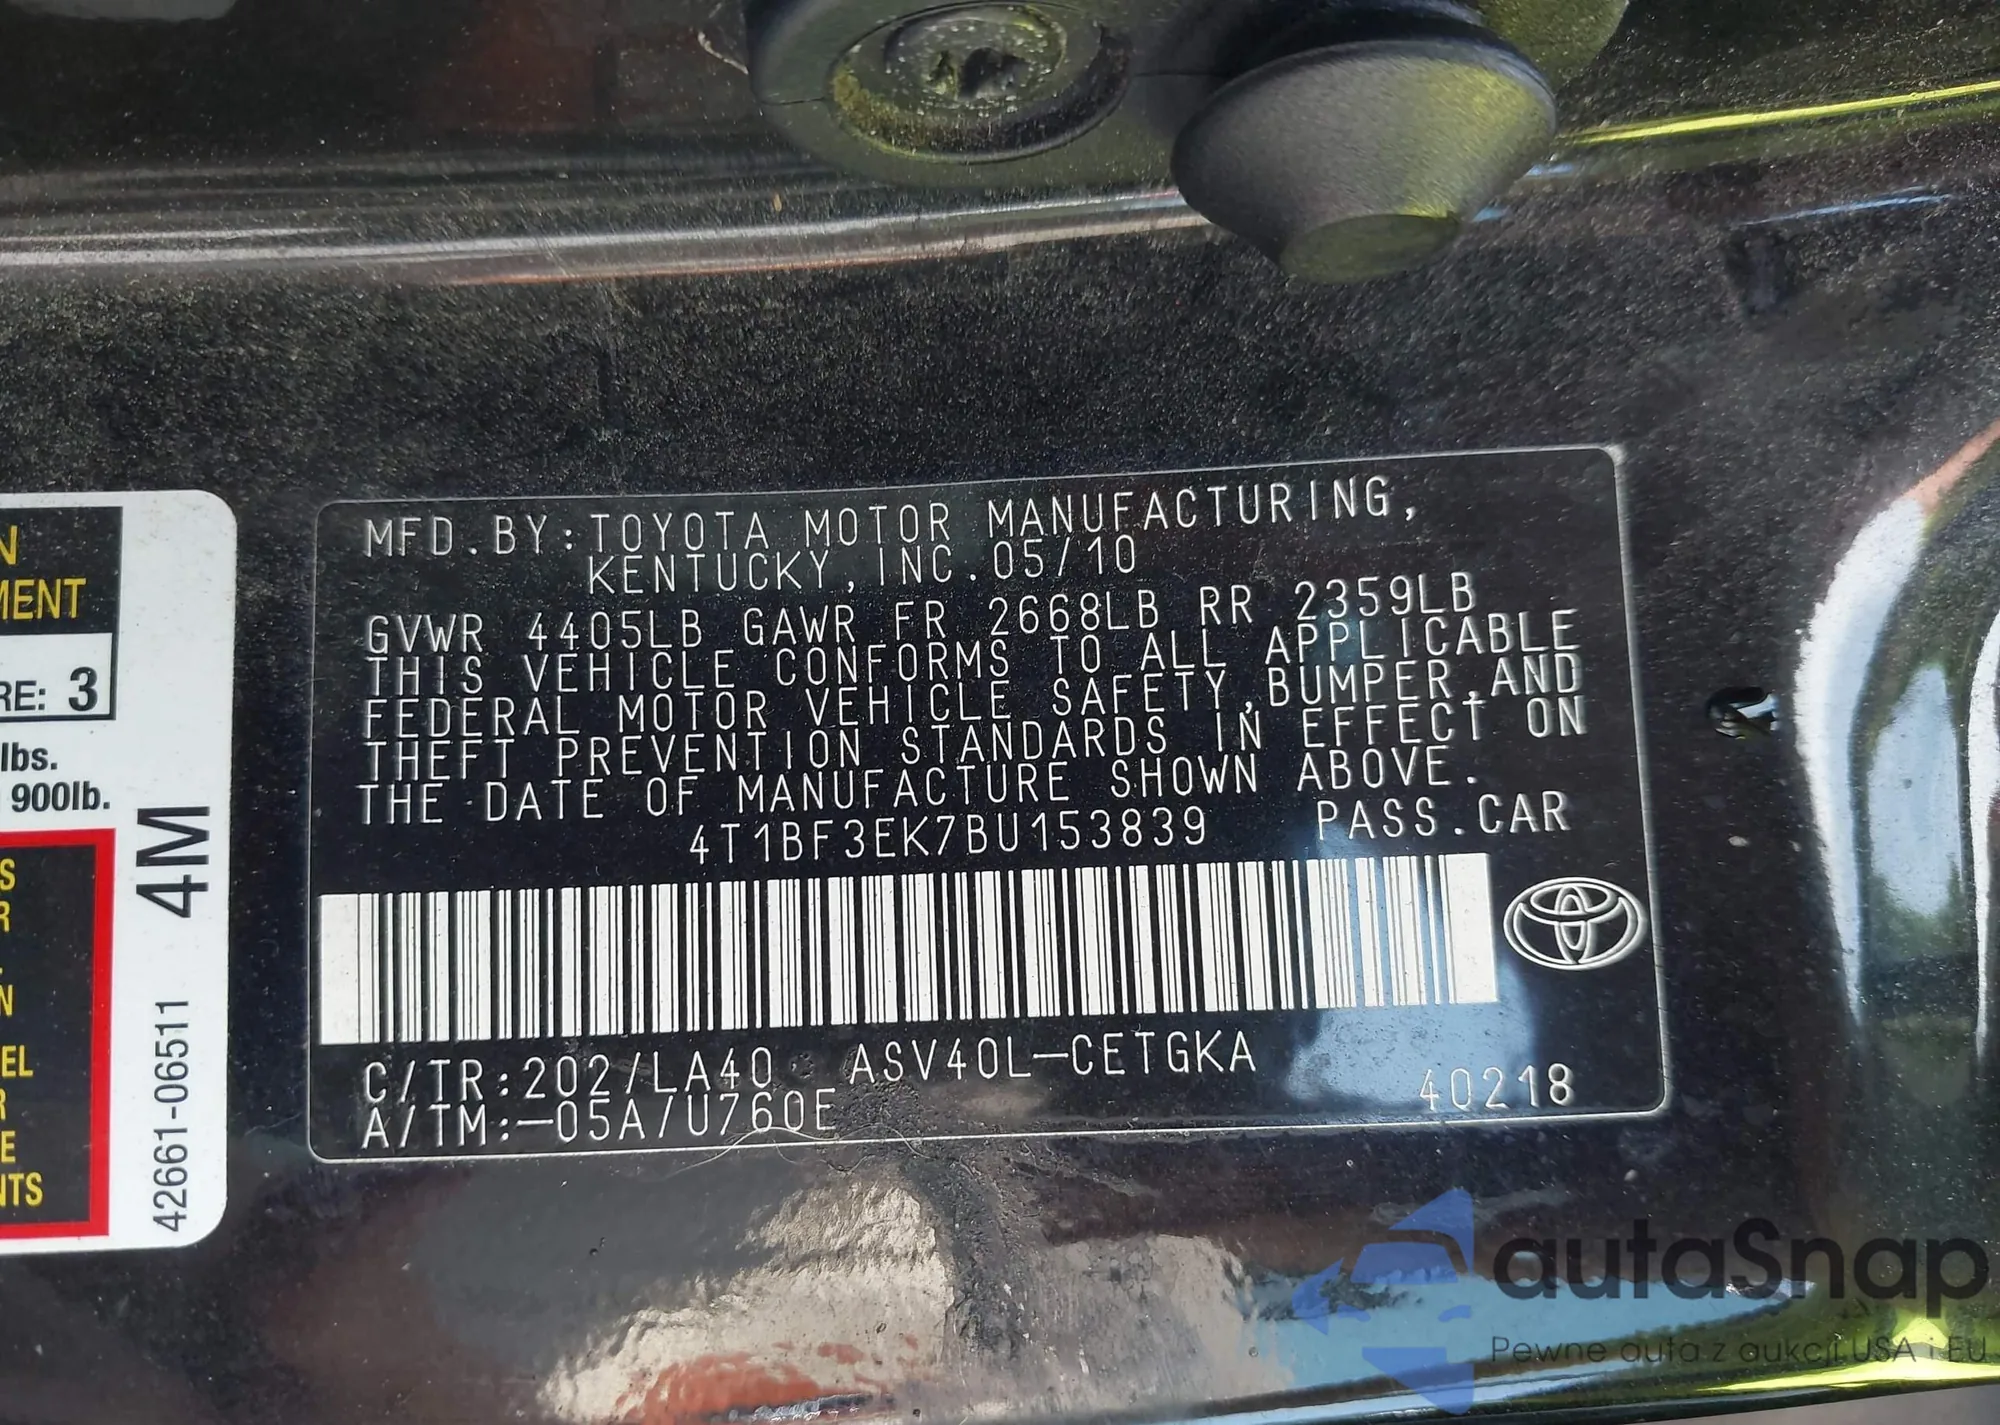 MFD.BY:TOYOTA MOTOR MANUFACTURING,
KENTUCKY,INC.05/10
GVWR 4405LB GAWR FR 2668LB RR 2359LB
THIS VEHICLE CONFORMS TO ALL APPLICABLE
FEDERAL MOTOR VEHICLE SAFETY,BUMPER,AND
THEFT PREVENTION STANDARDS IN EFFECT ON
THE DATE OF MANUFACTURE SHOWN ABOVE.
4T1BF3EK7BU153839 PASS.CAR
C/TR:202/LA40 ASV40L-CETGKA
A/TM:-05A/U760E 40218
N
MENT
RE: 3
lbs.
900lb.
S
R
N
EL
R
E
NTS
42661-06511 4M
autaSnap
Pewne auta z aukcji USA i EU